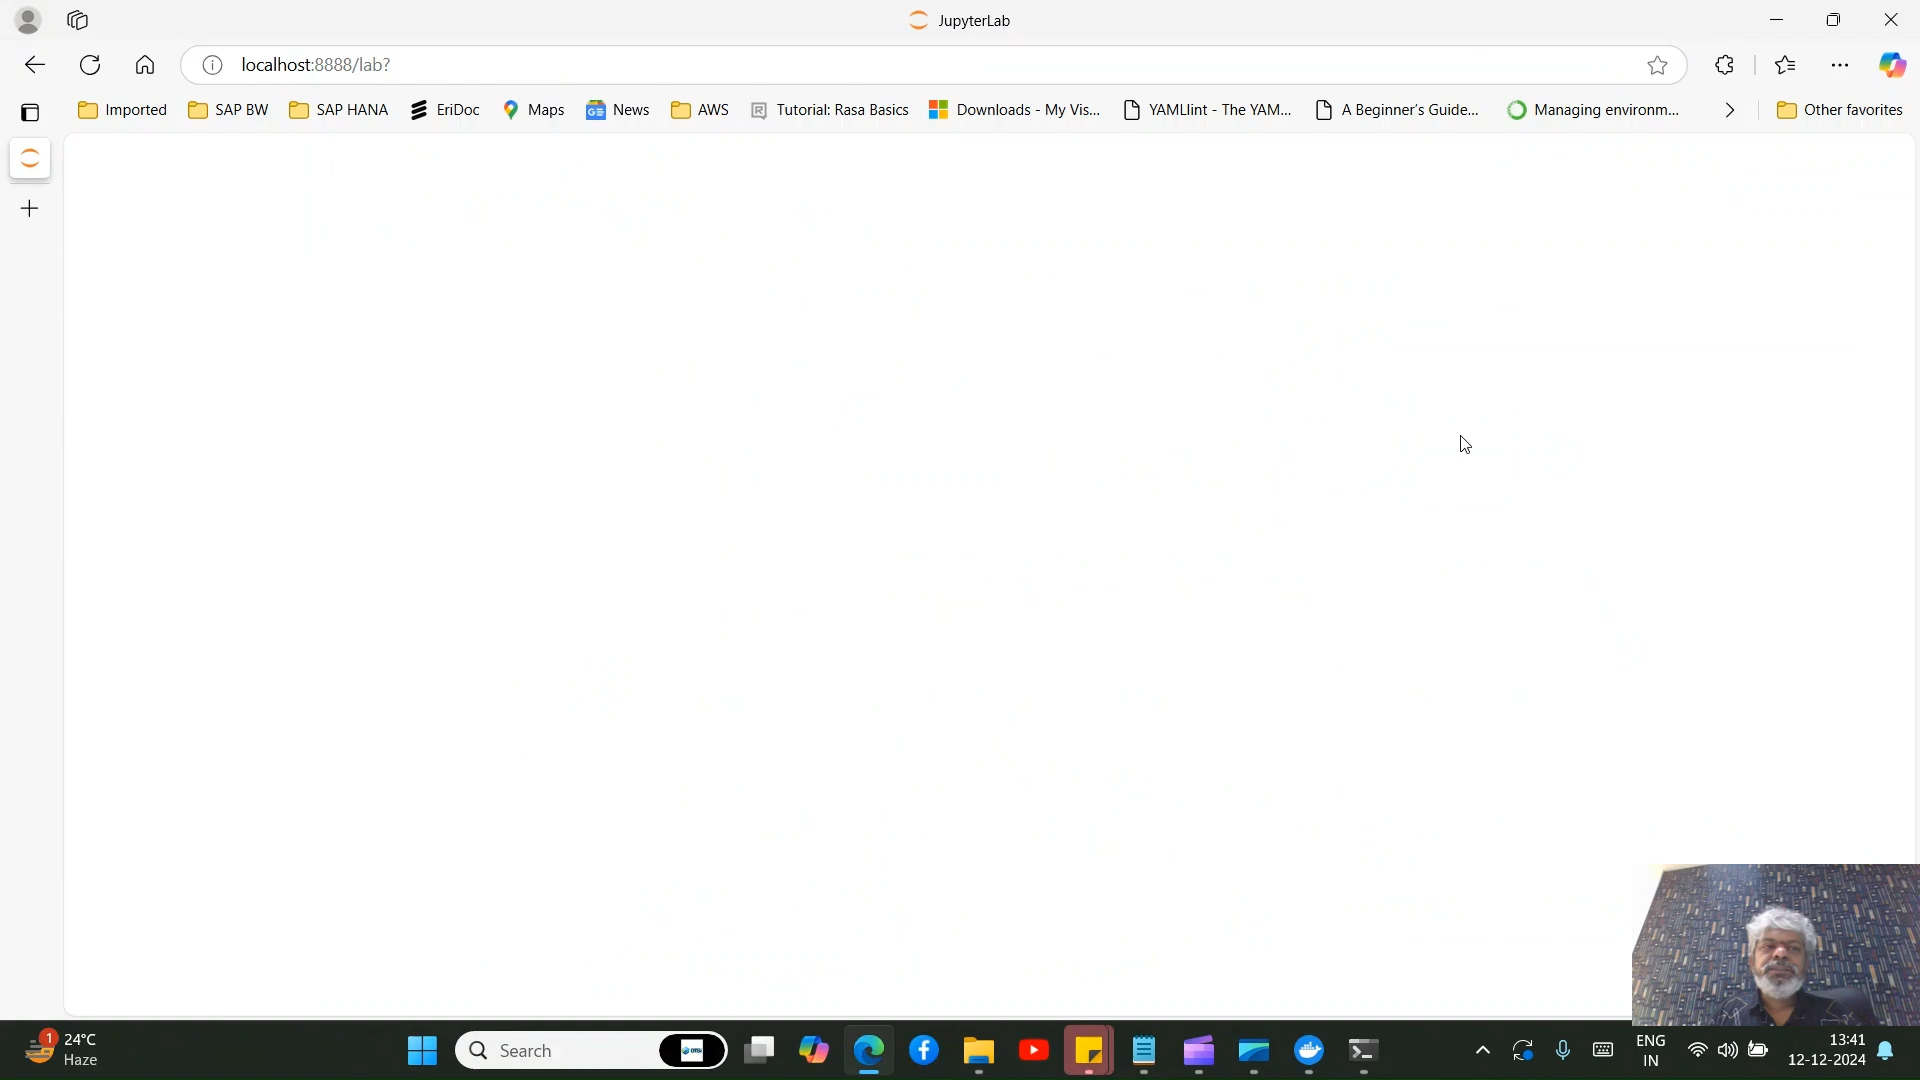 JupyterLab
localhost:8888/lab?
Imported
SAP BW
SAP HANA
EriDoc
Maps
News
AWS
Tutorial: Rasa Basics
Downloads - My Vis...
YAMLlint - The YAM...
A Beginner's Guide...
Managing environm...
Other favorites
1
24°C
Haze
Search
ENG
IN
13:41
12-12-2024